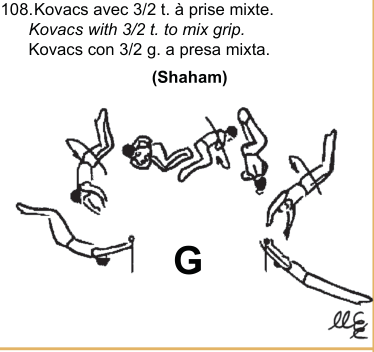 108.Kovacs avec 3/2 t. à prise mixte.
Kovacs with 3/2 t. to mix grip.
Kovacs con 3/2 g. a presa mixta.
(Shaham)
G